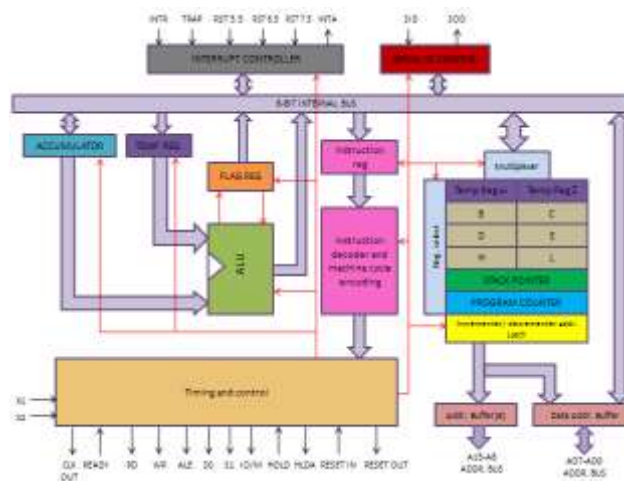 INTR TRAP RST 5.5 RST 6.5 RST 7.5 INTA SID SOD
INTERRUPT CONTROLLER
8-BIT INTERNAL BUS
ACCUMULATOR
TEMP REG
FLAG REG
Instruction
reg
Multiplexer
Temp Reg Z
B C
D E
H L
Reg. select
ALU
Instruction
decoder and
machine cycle
encoding
STACK POINTER
PROGRAM COUNTER
Incrementer/ decrementer addr.
Latch
Timing and control
X1
X2
Addr. Buffer(8)
Data Addr. Buffer
CLK
OUT
READY RD WR ALE S0 S1 IO/M HOLD HLDA RESET IN RESET OUT
A15-A8
ADDR. BUS
AD7-AD0
ADDR. BUS